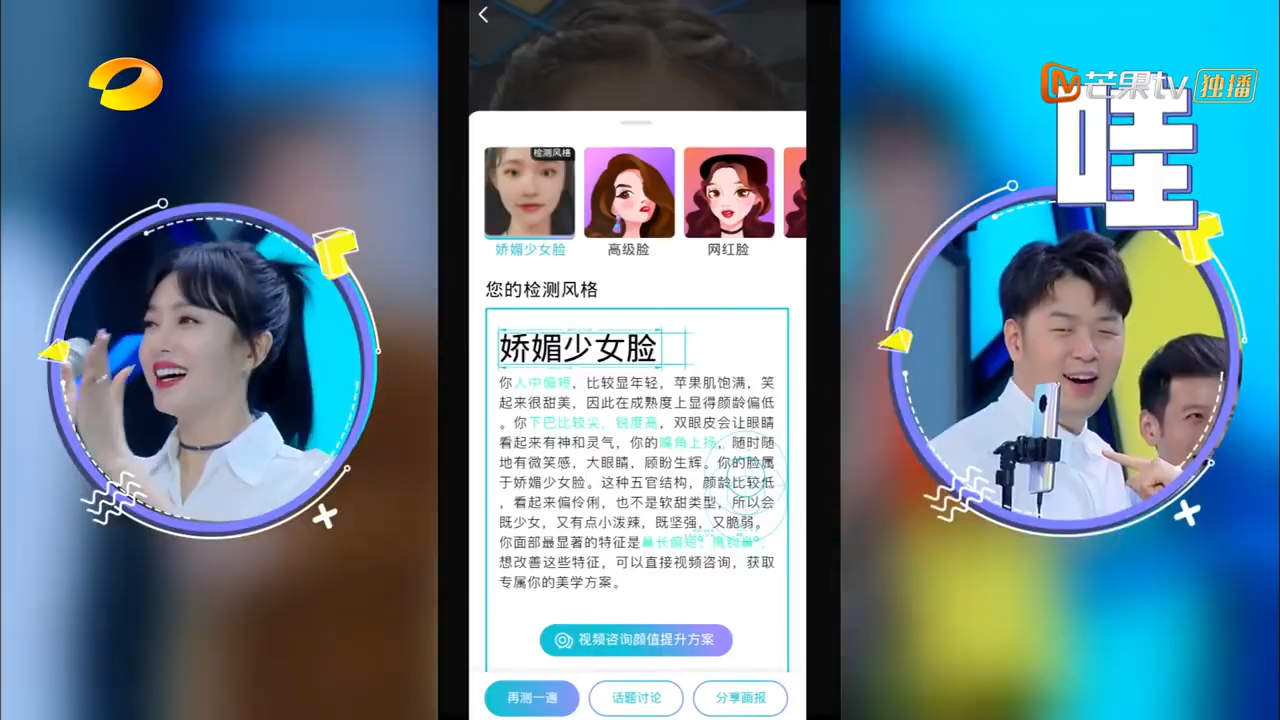 芒果tv 独播
哇
检测风格
娇媚少女脸
高级脸
网红脸
您的检测风格
娇媚少女脸
你人中偏短，比较显年轻，苹果肌饱满，笑
起来很甜美，因此在成熟度上显得颜龄偏低
。你下巴比较尖，锐度高，双眼皮会让眼睛
看起来有神和灵气，你的嘴角上扬，随时随
地有微笑感，大眼睛，顾盼生辉。你的脸属
于娇媚少女脸。这种五官结构，颜龄比较低
，看起来偏伶俐，也不是软甜类型，所以会
既少女，又有点小泼辣，既坚强，又脆弱。
你面部最显著的特征是"鼻长偏短"
想改善这些特征，可以直接视频咨询，获取
专属你的美学方案。
视频咨询颜值提升方案
再测一遍
话题讨论
分享画报